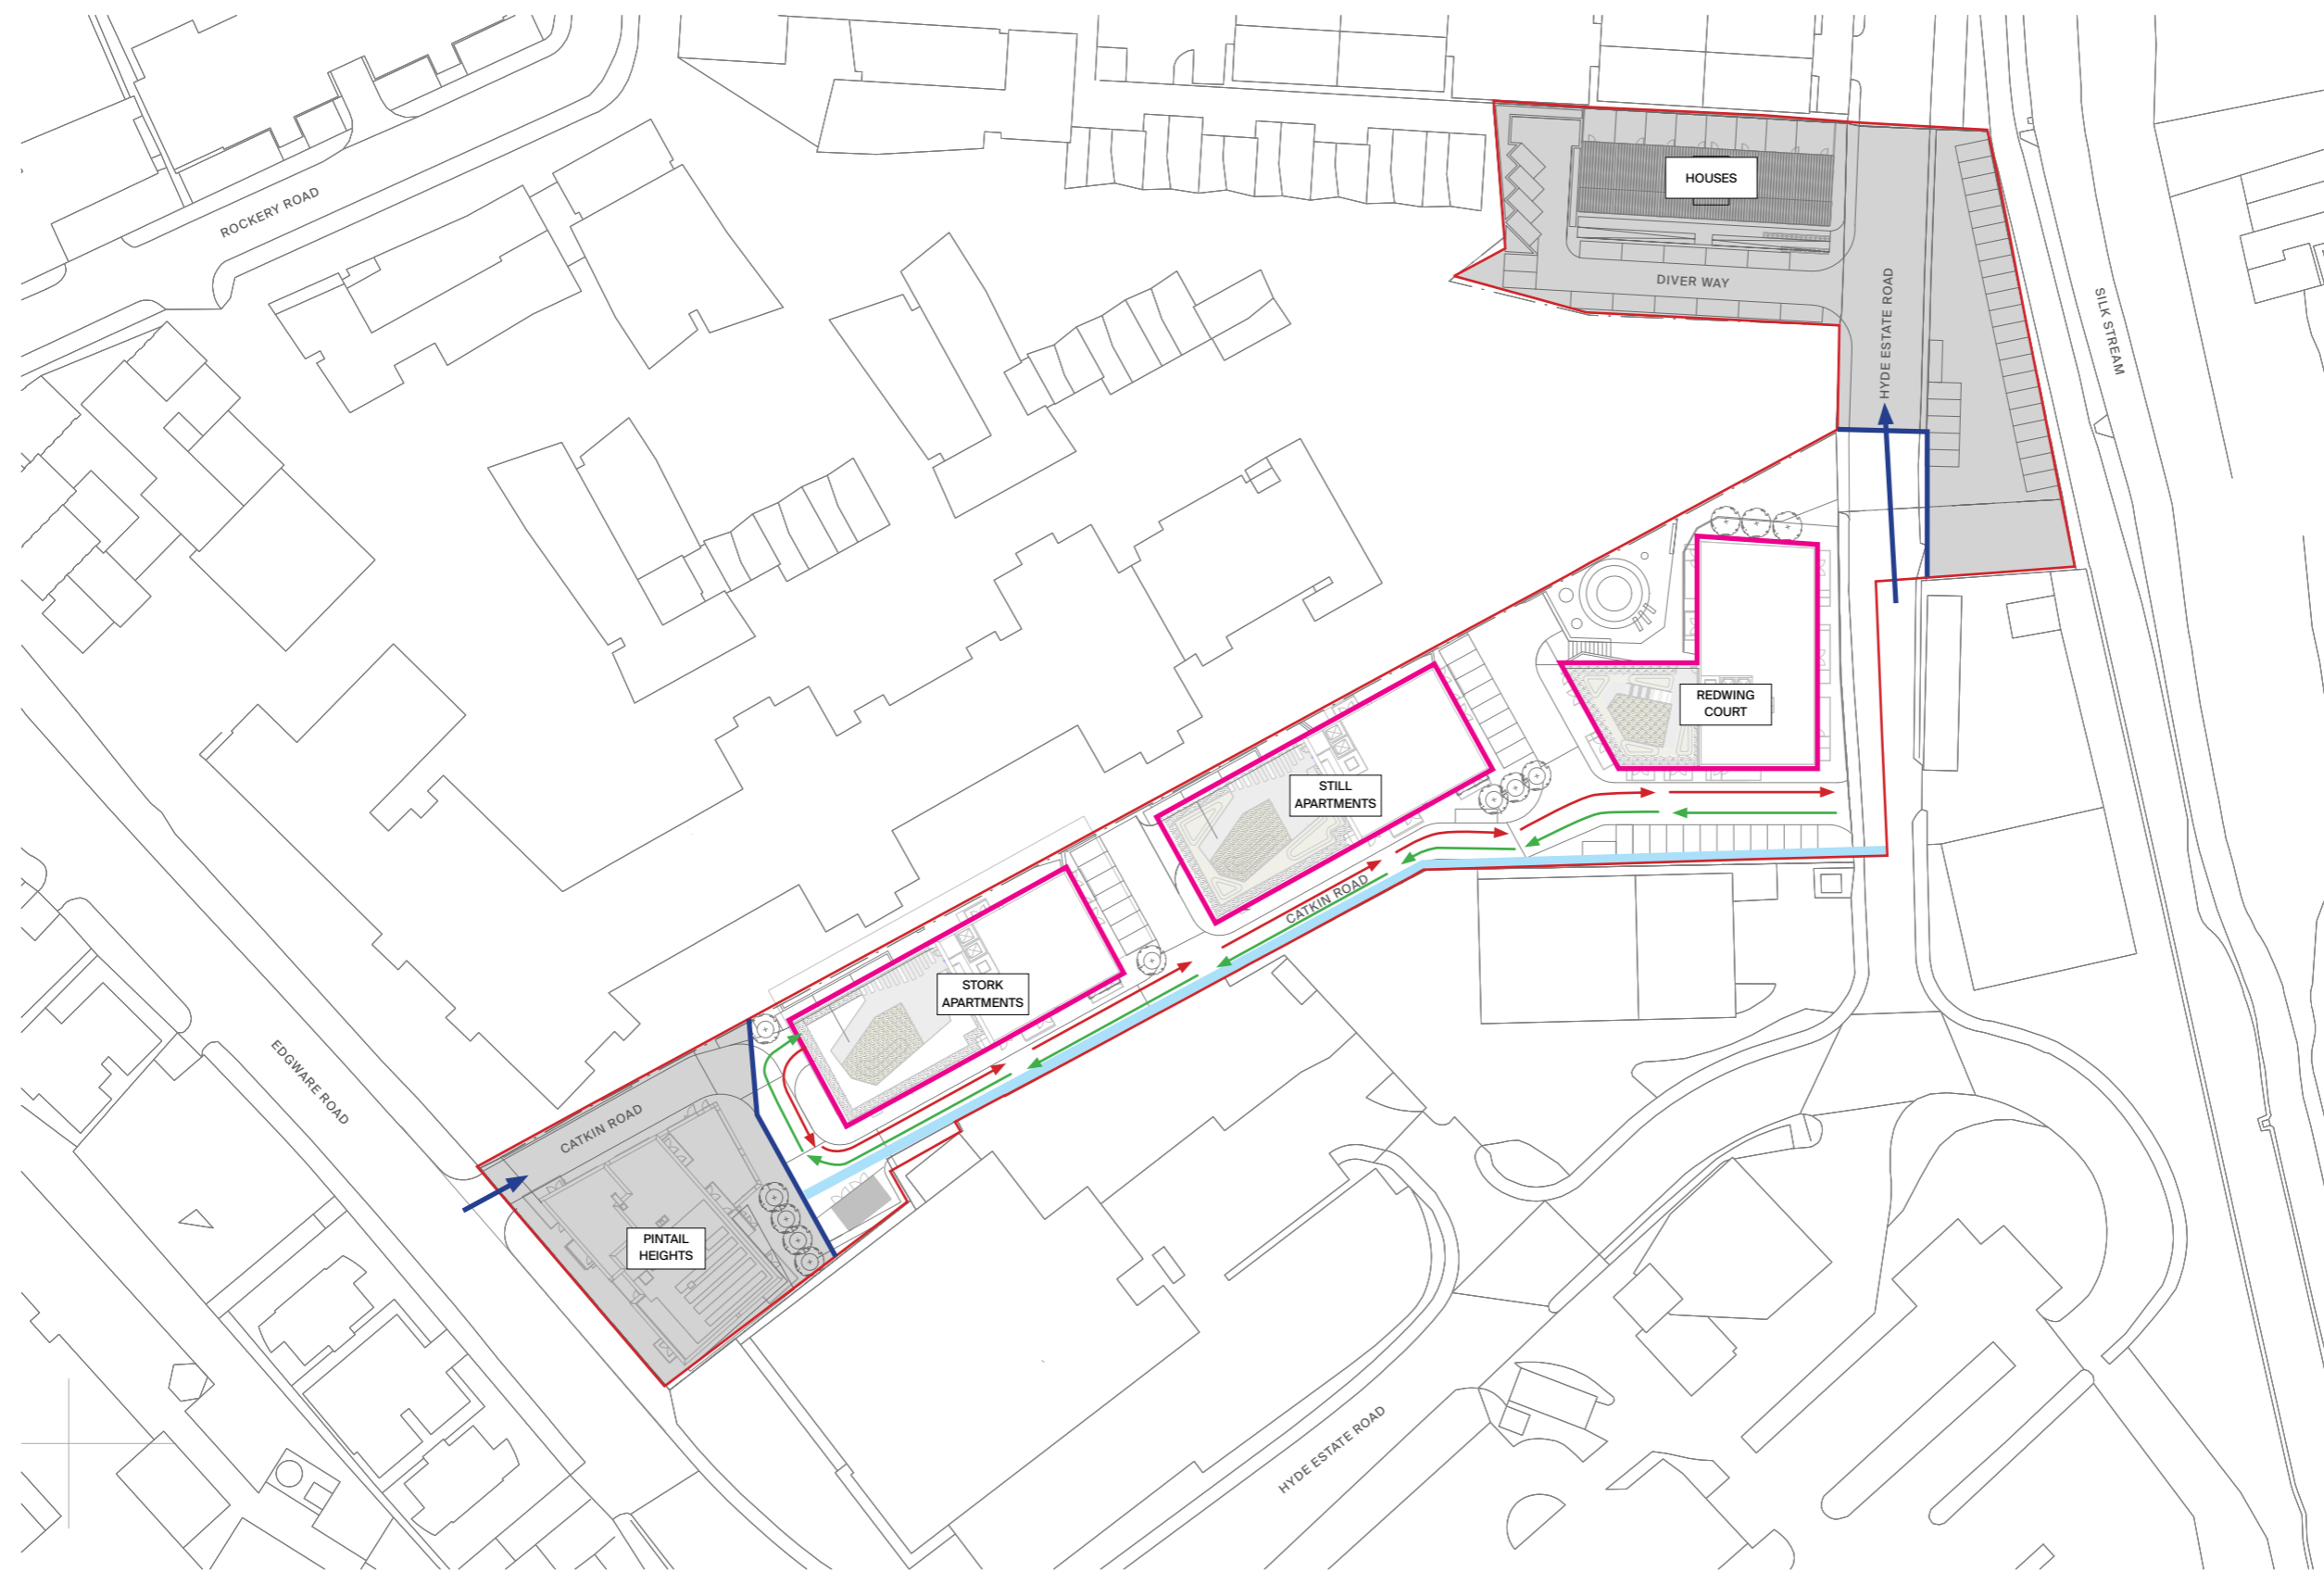 ROCKERY ROAD
HOUSES
DIVER WAY
HYDE ESTATE ROAD
SILK STREAM
REDWING
COURT
STILL
APARTMENTS
CATKIN ROAD
STORK
APARTMENTS
EDGWARE ROAD
CATKIN ROAD
PINTAIL
HEIGHTS
HYDE ESTATE ROAD